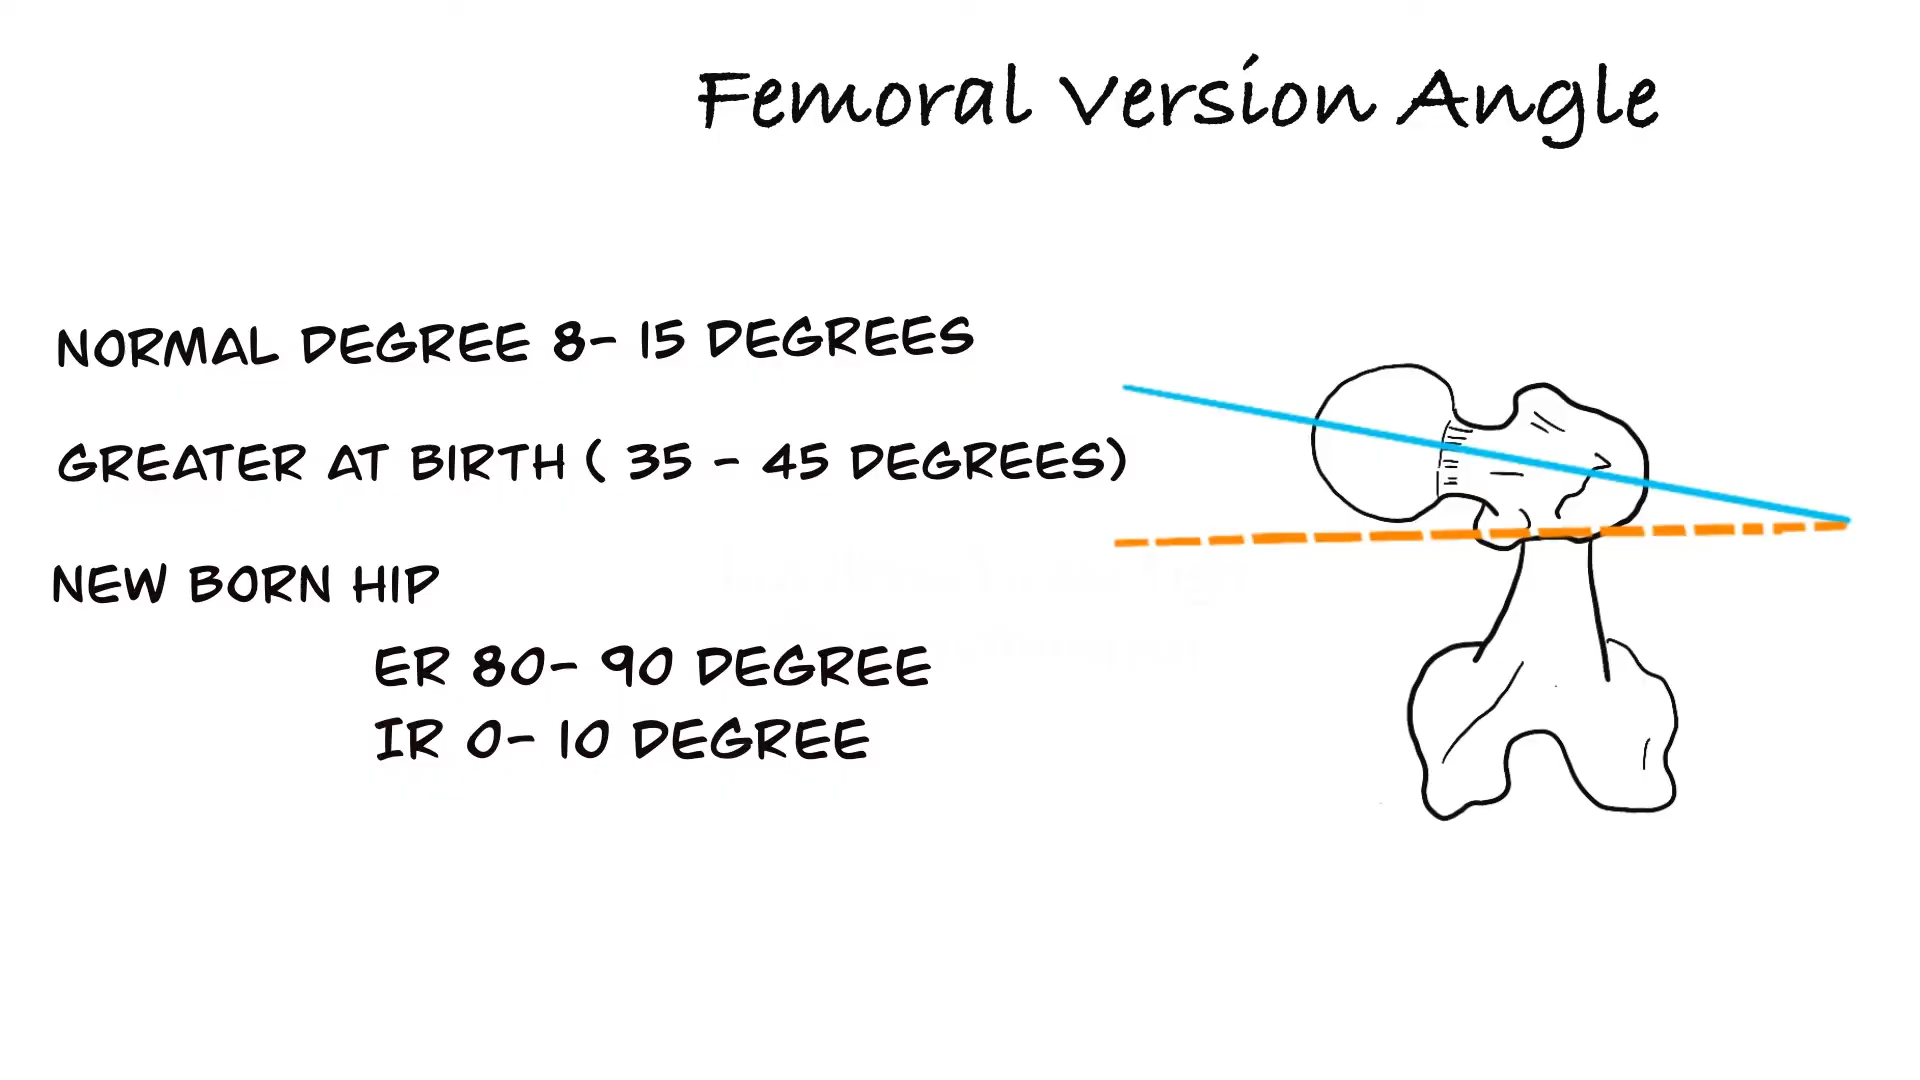 Femoral Version Angle
NORMAL DEGREE 8- 15 DEGREES
GREATER AT BIRTH ( 35 - 45 DEGREES)
NEW BORN HIP
ER 80- 90 DEGREE
IR 0- 10 DEGREE